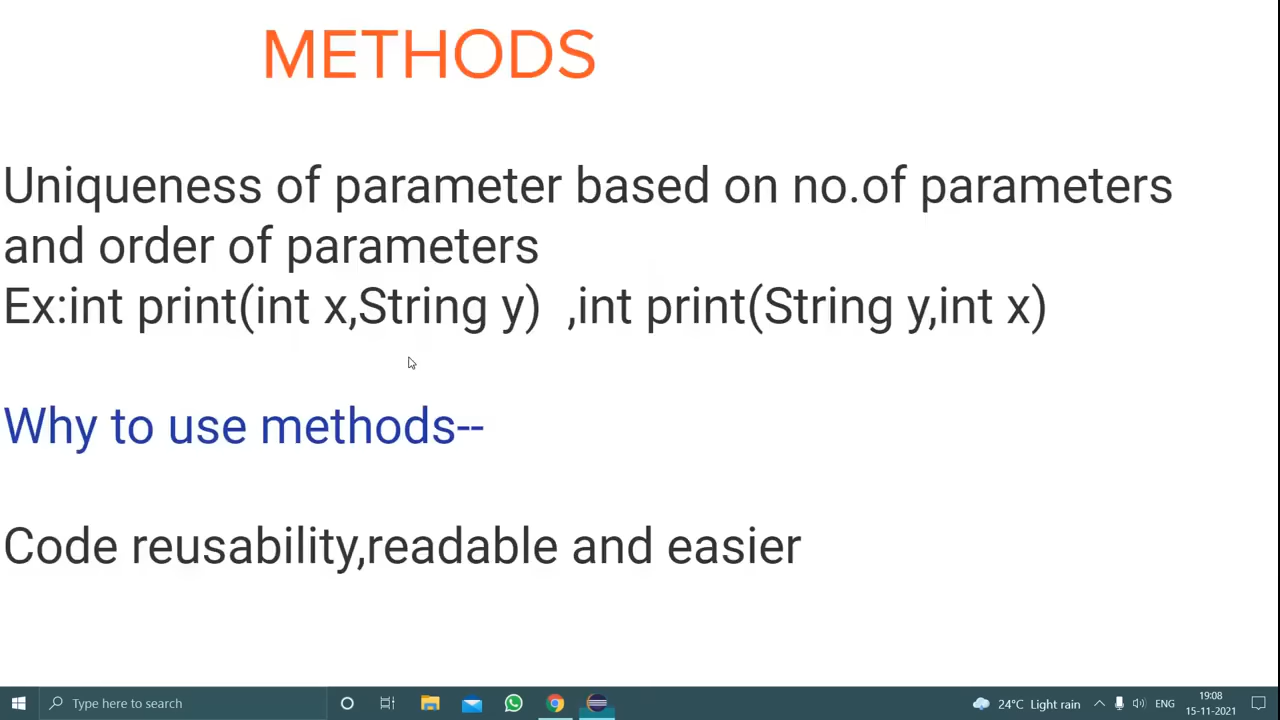 METHODS
Uniqueness of parameter based on no.of parameters
and order of parameters
Ex:int print(int x,String y)  ,int print(String y,int x)
Why to use methods--
Code reusability,readable and easier
Type here to search
24°C Light rain
ENG
19:08
15-11-2021